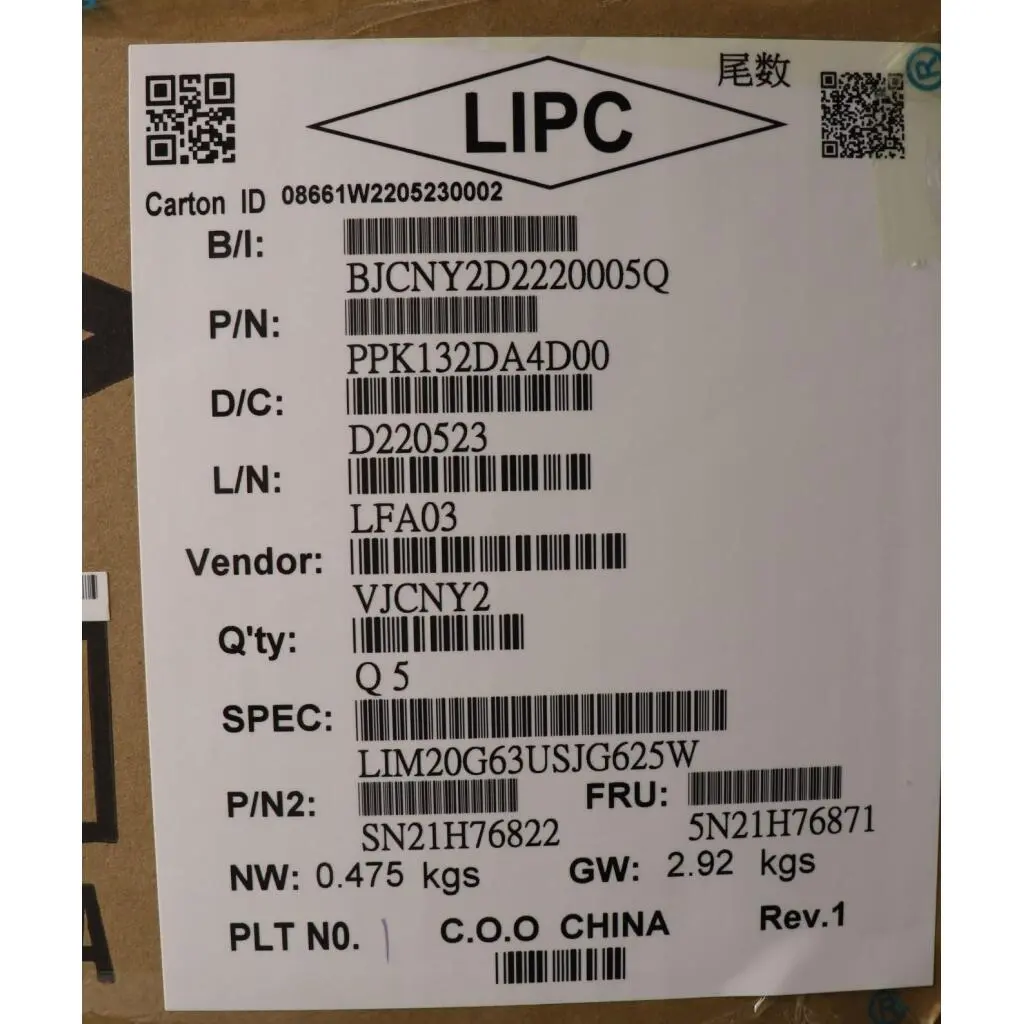 尾数
LIPC
Carton ID 08661W2205230002
B/I:
BJCNY2D2220005Q
P/N:
PPK132DA4D00
D/C:
D220523
L/N:
LFA03
Vendor:
VJCNY2
Q'ty:
Q 5
SPEC:
LIM20G63USJG625W
P/N2: FRU:
SN21H76822 5N21H76871
NW: 0.475 kgs GW: 2.92 kgs
PLT N0. 1 C.O.O CHINA Rev.1